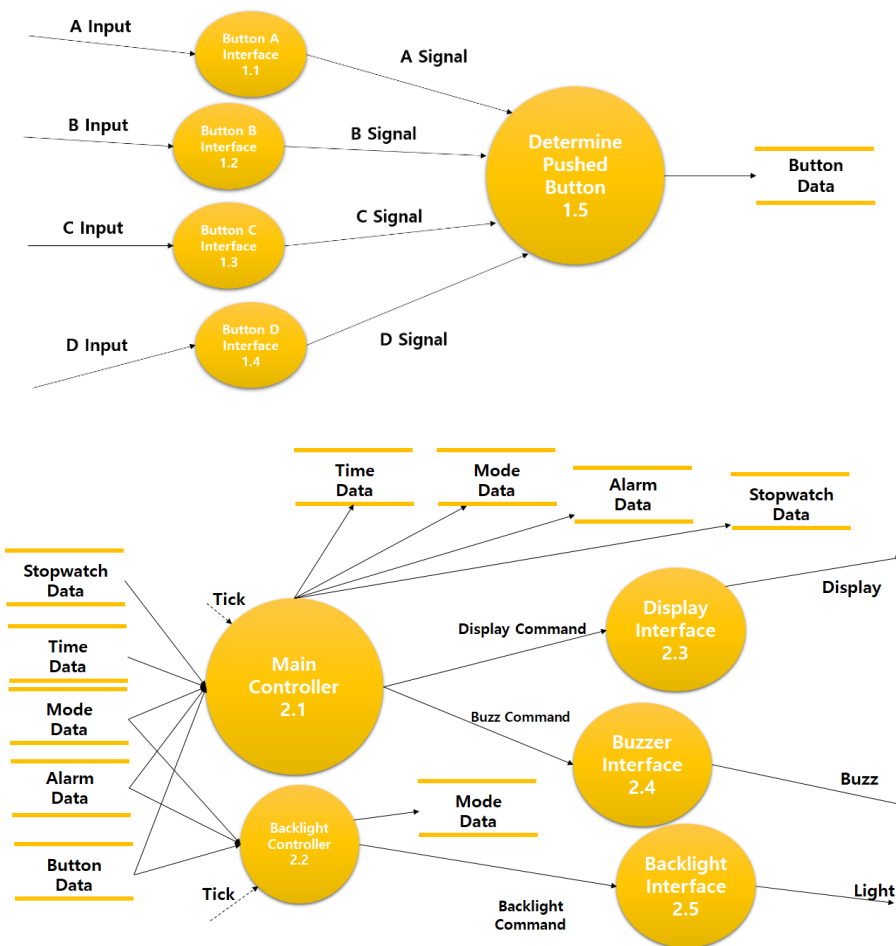 A Input
Button A
Interface
1.1
A Signal
B Input
Button B
Interface
1.2
B Signal
Determine
Pushed
Button
1.5
Button
Data
C Input
Button C
Interface
1.3
C Signal
D Input
Button D
Interface
1.4
D Signal
Time
Data
Mode
Data
Alarm
Data
Stopwatch
Data
Stopwatch
Data
Tick
Time
Data
Mode
Data
Alarm
Data
Button
Data
Main
Controller
2.1
Display Command
Display
Interface
2.3
Display
Buzz Command
Buzzer
Interface
2.4
Buzz
Backlight
Controller
2.2
Tick
Mode
Data
Backlight
Command
Backlight
Interface
2.5
Light